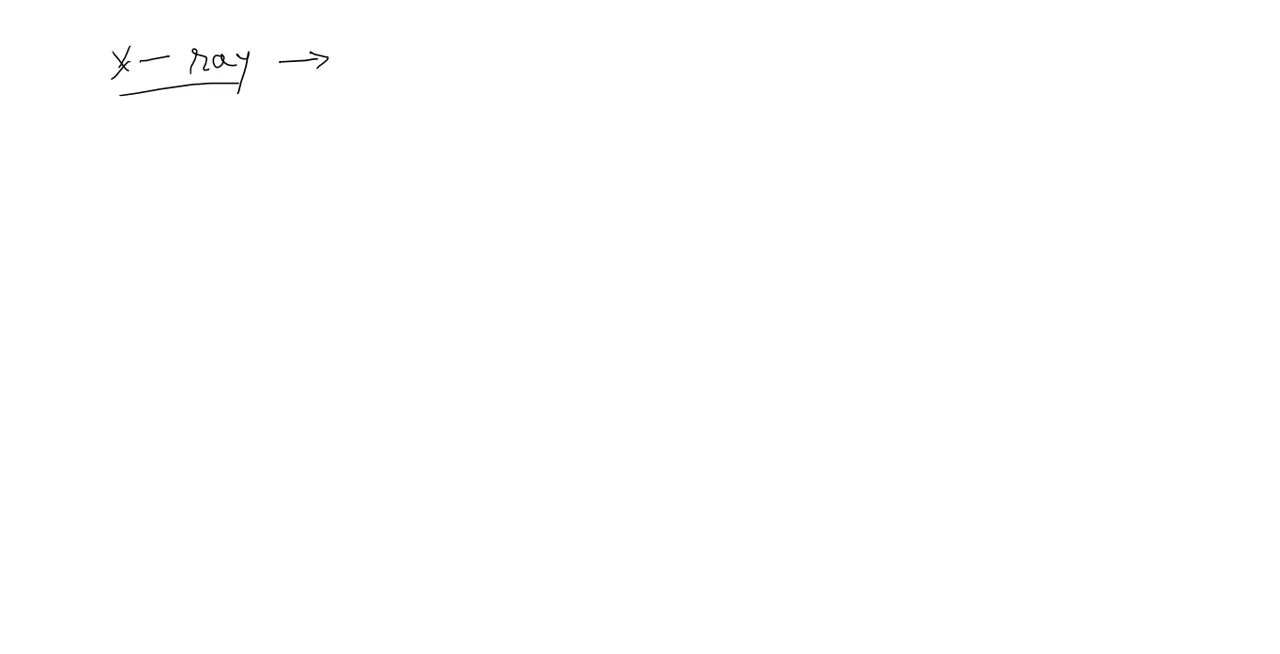 x - ray →